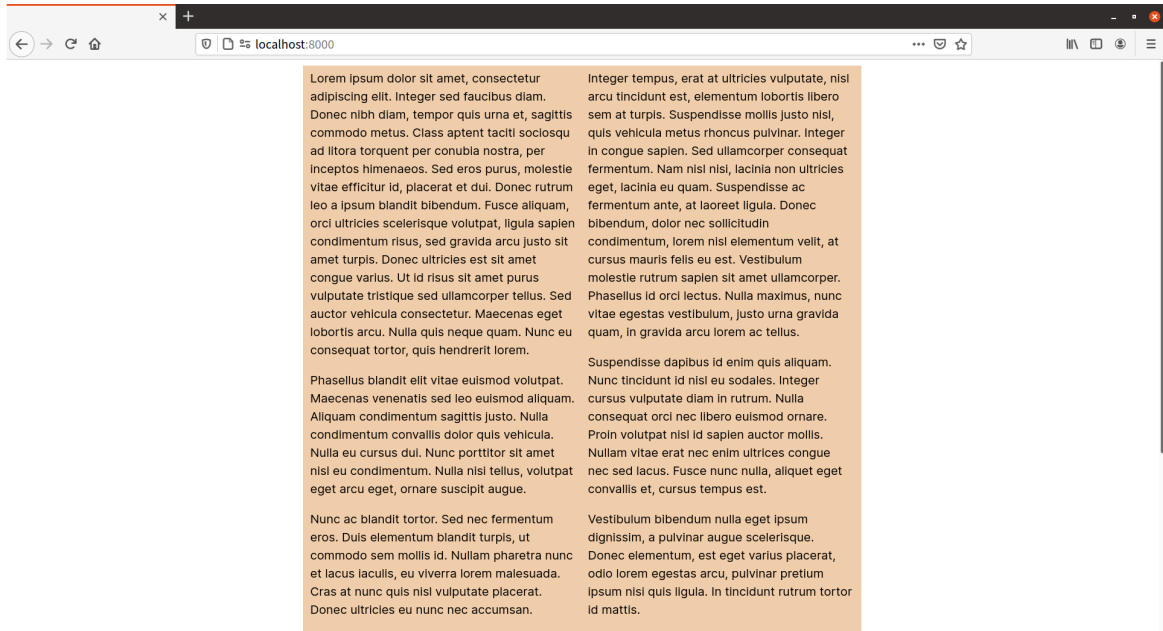 localhost:8000
Lorem ipsum dolor sit amet, consectetur
adipiscing elit. Integer sed faucibus diam.
Donec nibh diam, tempor quis urna et, sagittis
commodo metus. Class aptent taciti sociosqu
ad litora torquent per conubia nostra, per
inceptos himenaeos. Sed eros purus, molestie
vitae efficitur id, placerat et dui. Donec rutrum
leo a ipsum blandit bibendum. Fusce aliquam,
orci ultricies scelerisque volutpat, ligula sapien
condimentum risus, sed gravida arcu justo sit
amet turpis. Donec ultricies est sit amet
congue varius. Ut id risus sit amet purus
vulputate tristique sed ullamcorper tellus. Sed
auctor vehicula consectetur. Maecenas eget
lobortis arcu. Nulla quis neque quam. Nunc eu
consequat tortor, quis hendrerit lorem.
Phasellus blandit elit vitae euismod volutpat.
Maecenas venenatis sed leo euismod aliquam.
Aliquam condimentum sagittis justo. Nulla
condimentum convallis dolor quis vehicula.
Nulla eu cursus dui. Nunc porttitor sit amet
nisl eu condimentum. Nulla nisi tellus, volutpat
eget arcu eget, ornare suscipit augue.
Nunc ac blandit tortor. Sed nec fermentum
eros. Duis elementum blandit turpis, ut
commodo sem mollis id. Nullam pharetra nunc
et lacus iaculis, eu viverra lorem malesuada.
Cras at nunc quis nisl vulputate placerat.
Donec ultricies eu nunc nec accumsan.
Integer tempus, erat at ultricies vulputate, nisl
arcu tincidunt est, elementum lobortis libero
sem at turpis. Suspendisse mollis justo nisl,
quis vehicula metus rhoncus pulvinar. Integer
in congue sapien. Sed ullamcorper consequat
fermentum. Nam nisl nisi, lacinia non ultricies
eget, lacinia eu quam. Suspendisse ac
fermentum ante, at laoreet ligula. Donec
bibendum, dolor nec sollicitudin
condimentum, lorem nisl elementum velit, at
cursus mauris felis eu est. Vestibulum
molestie rutrum sapien sit amet ullamcorper.
Phasellus id orci lectus. Nulla maximus, nunc
vitae egestas vestibulum, justo urna gravida
quam, in gravida arcu lorem ac tellus.
Suspendisse dapibus id enim quis aliquam.
Nunc tincidunt id nisl eu sodales. Integer
cursus vulputate diam in rutrum. Nulla
consequat orci nec libero euismod ornare.
Proin volutpat nisl id sapien auctor mollis.
Nullam vitae erat nec enim ultrices congue
nec sed lacus. Fusce nunc nulla, aliquet eget
convallis et, cursus tempus est.
Vestibulum bibendum nulla eget ipsum
dignissim, a pulvinar augue scelerisque.
Donec elementum, est eget varius placerat,
odio lorem egestas arcu, pulvinar pretium
ipsum nisi quis ligula. In tincidunt rutrum tortor
id mattis.